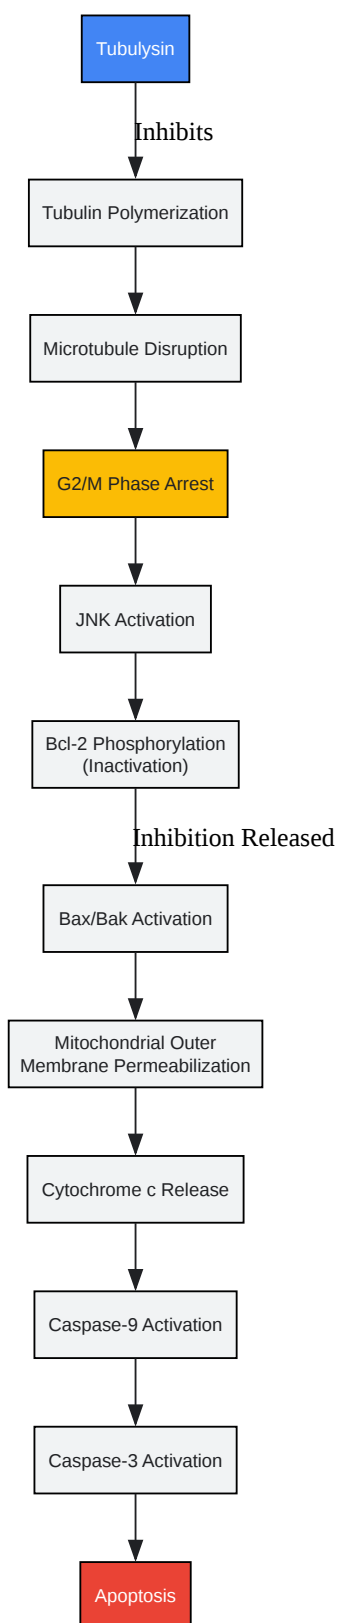 Tubulysin
Inhibits
Tubulin Polymerization
Microtubule Disruption
G2/M Phase Arrest
JNK Activation
Bcl-2 Phosphorylation
(Inactivation)
Inhibition Released
Bax/Bak Activation
Mitochondrial Outer
Membrane Permeabilization
Cytochrome c Release
Caspase-9 Activation
Caspase-3 Activation
Apoptosis